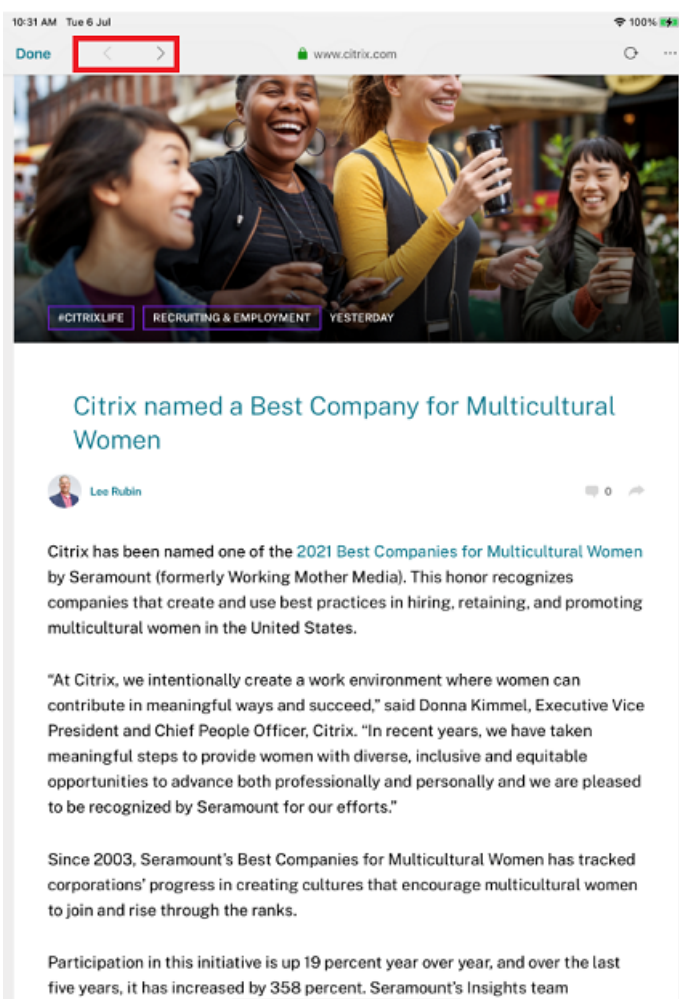 10:31 AM Tue 6 Jul 100%
Done www.citrix.com
#CITRIXLIFE RECRUITING & EMPLOYMENT YESTERDAY
Citrix named a Best Company for Multicultural
Women
Lee Rubin 0
Citrix has been named one of the 2021 Best Companies for Multicultural Women
by Seramount (formerly Working Mother Media). This honor recognizes
companies that create and use best practices in hiring, retaining, and promoting
multicultural women in the United States.
“At Citrix, we intentionally create a work environment where women can
contribute in meaningful ways and succeed,” said Donna Kimmel, Executive Vice
President and Chief People Officer, Citrix. “In recent years, we have taken
meaningful steps to provide women with diverse, inclusive and equitable
opportunities to advance both professionally and personally and we are pleased
to be recognized by Seramount for our efforts.”
Since 2003, Seramount’s Best Companies for Multicultural Women has tracked
corporations’ progress in creating cultures that encourage multicultural women
to join and rise through the ranks.
Participation in this initiative is up 19 percent year over year, and over the last
five years, it has increased by 358 percent. Seramount’s Insights team